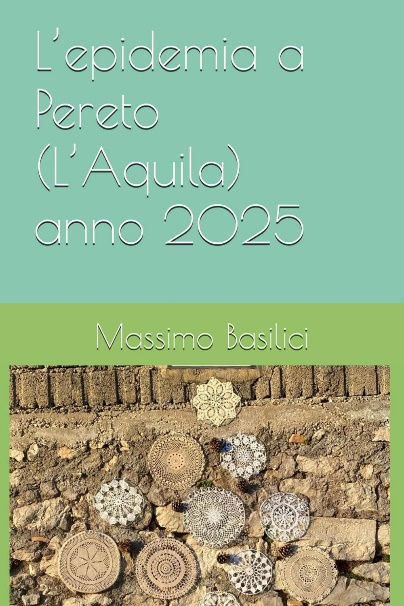 L'epidemia a
Pereto
(L'Aquila)
anno 2025
Massimo Basilici